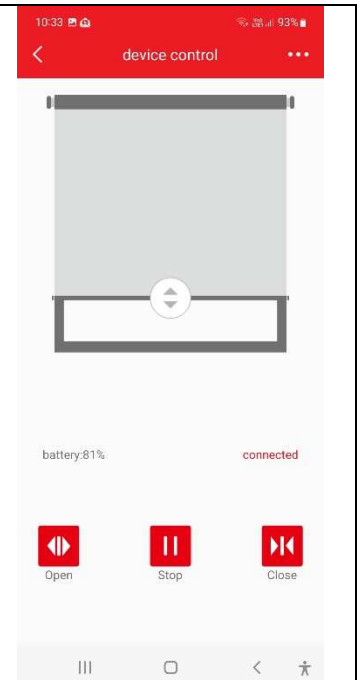 10:33 93%
device control
battery:81%
connected
Open
Stop
Close